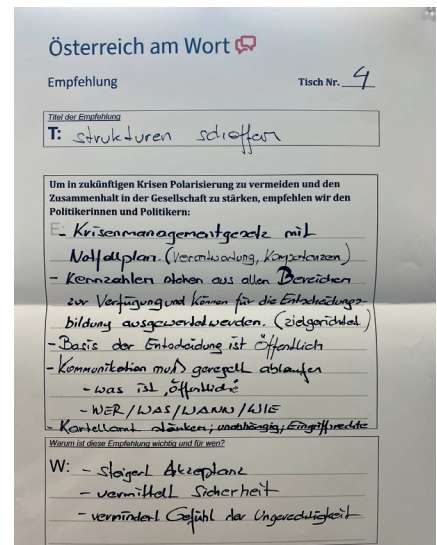 Österreich am Wort
Empfehlung
Tisch Nr. 4
Titel der Empfehlung
T: strukturen schaffen
Um in zukünftigen Krisen Polarisierung zu vermeiden und den
Zusammenhalt in der Gesellschaft zu stärken, empfehlen wir den
Politikerinnen und Politikern:
E: - Krisenmanagementgesetz mit
Notfallplan. (Verantwortung, Kompetenzen)
- Kennzahlen stehen aus allen Bereichen
zur Verfügung und können für die Entscheidungs-
bildung ausgewertet werden. (zielgerichtet)
- Basis der Entscheidung ist öffentlich
- Kommunikation muß geregelt ablaufen
- was ist "öffentlich"
- WER/WAS/WANN/WIE
- Kartellamt stärken; unabhängig; Eingriffsrechte
Warum ist diese Empfehlung wichtig und für wen?
W: - steigert Akzeptanz
- vermittelt Sicherheit
- vermindert Gefühl der Ungerechtigkeit